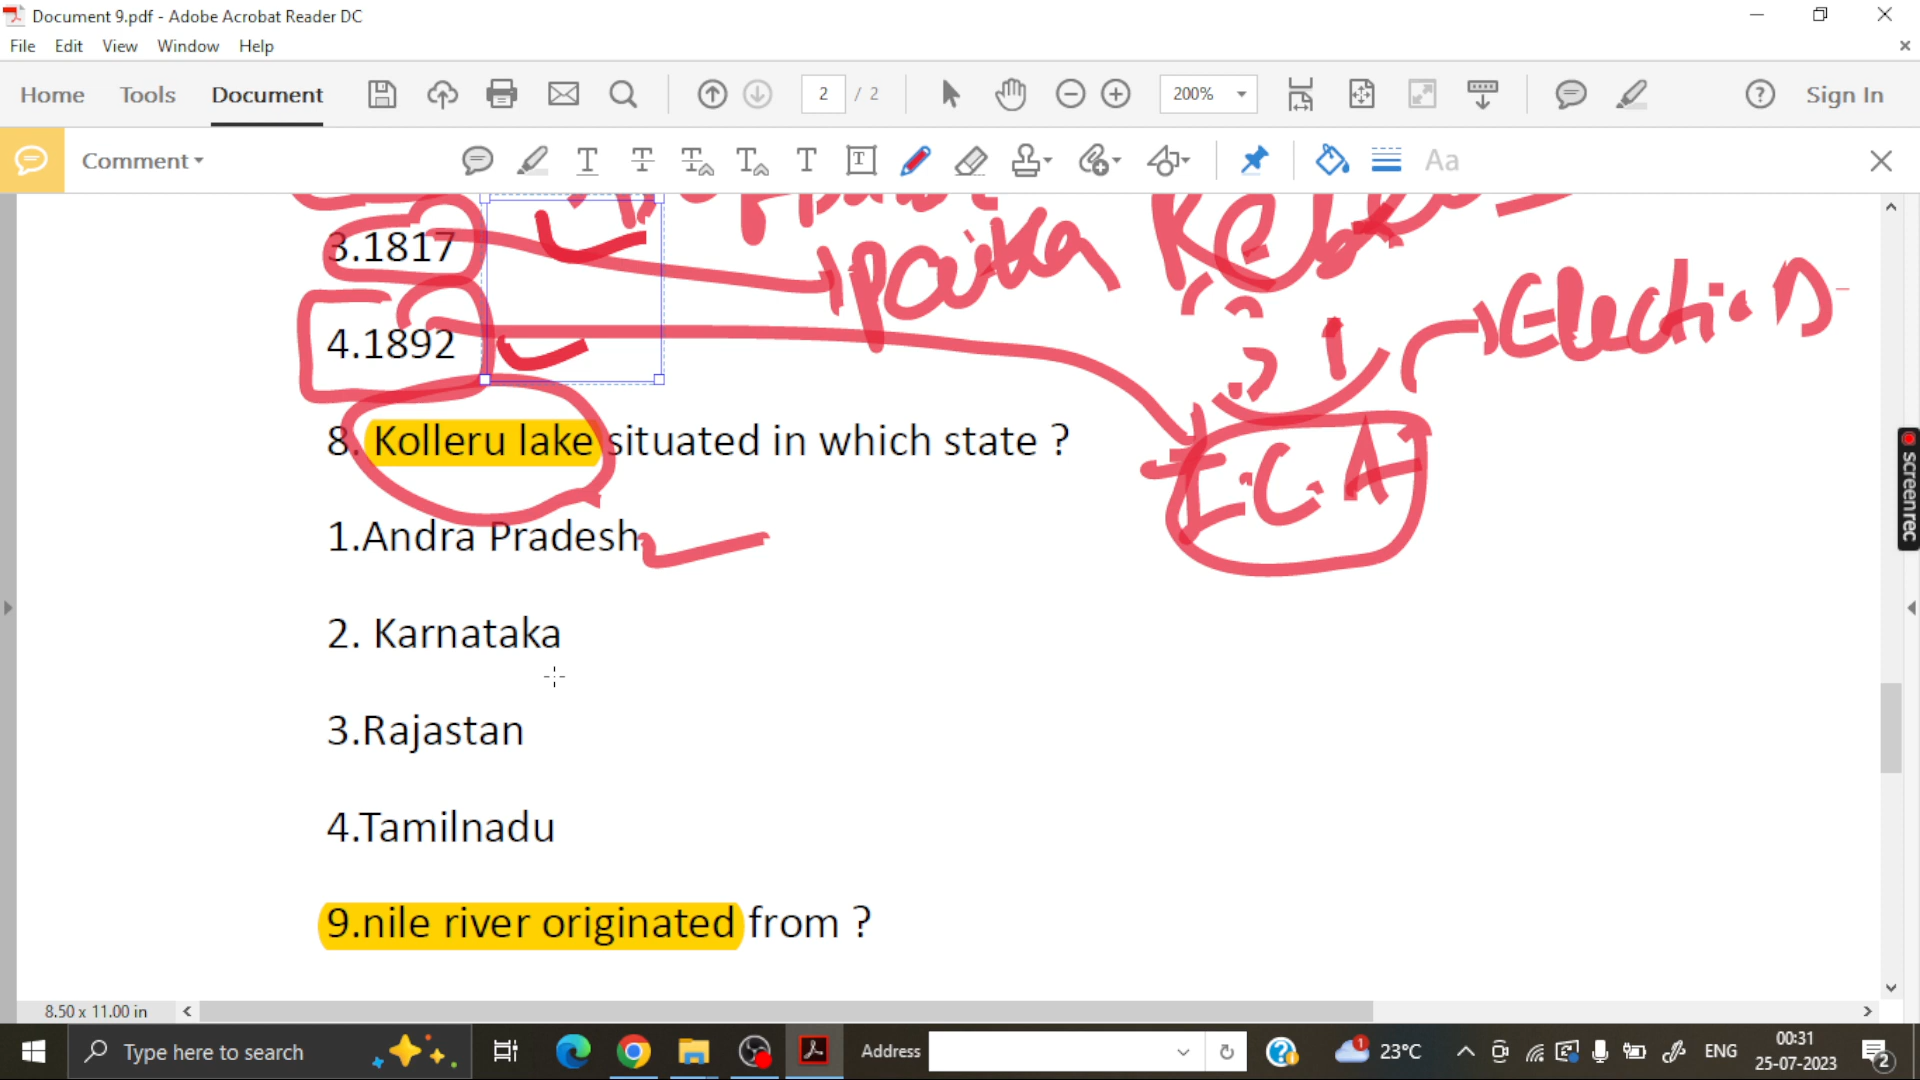 Document 9.pdf - Adobe Acrobat Reader DC
File Edit View Window Help
Home Tools Document 2 / 2 200% Sign In
Comment T T T T T T Aa
3.1817
paika Rebe
Election
4.1892
I.C.A
8. Kolleru lake situated in which state ?
1.Andra Pradesh
2. Karnataka
3.Rajastan
4.Tamilnadu
9.nile river originated from ?
screenrec
8.50 x 11.00 in
Type here to search Address 1 23°C ENG 00:31
25-07-2023 2